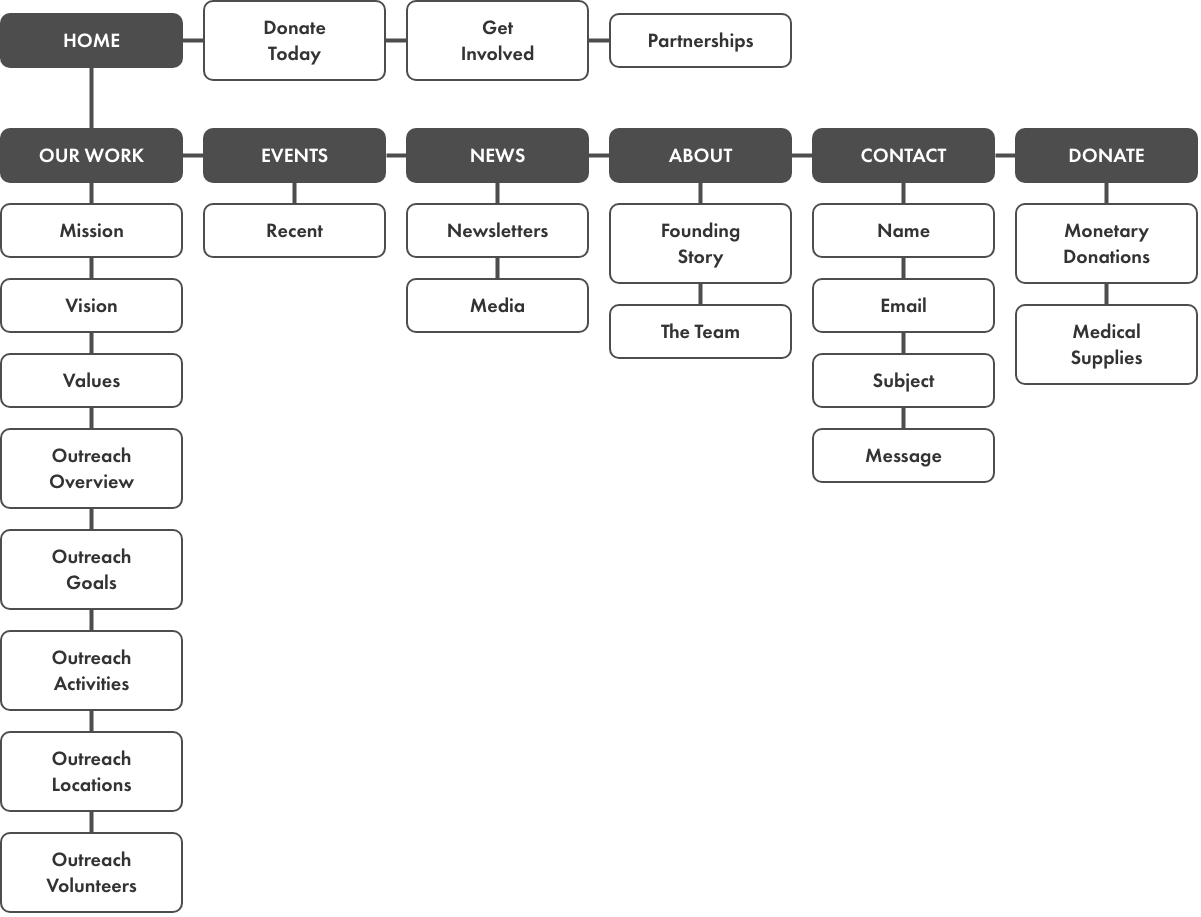 HOME
Donate
Today
Get
Involved
Partnerships
OUR WORK
EVENTS
NEWS
ABOUT
CONTACT
DONATE
Mission
Vision
Values
Outreach
Overview
Outreach
Goals
Outreach
Activities
Outreach
Locations
Outreach
Volunteers
Recent
Newsletters
Media
Founding
Story
The Team
Name
Email
Subject
Message
Monetary
Donations
Medical
Supplies